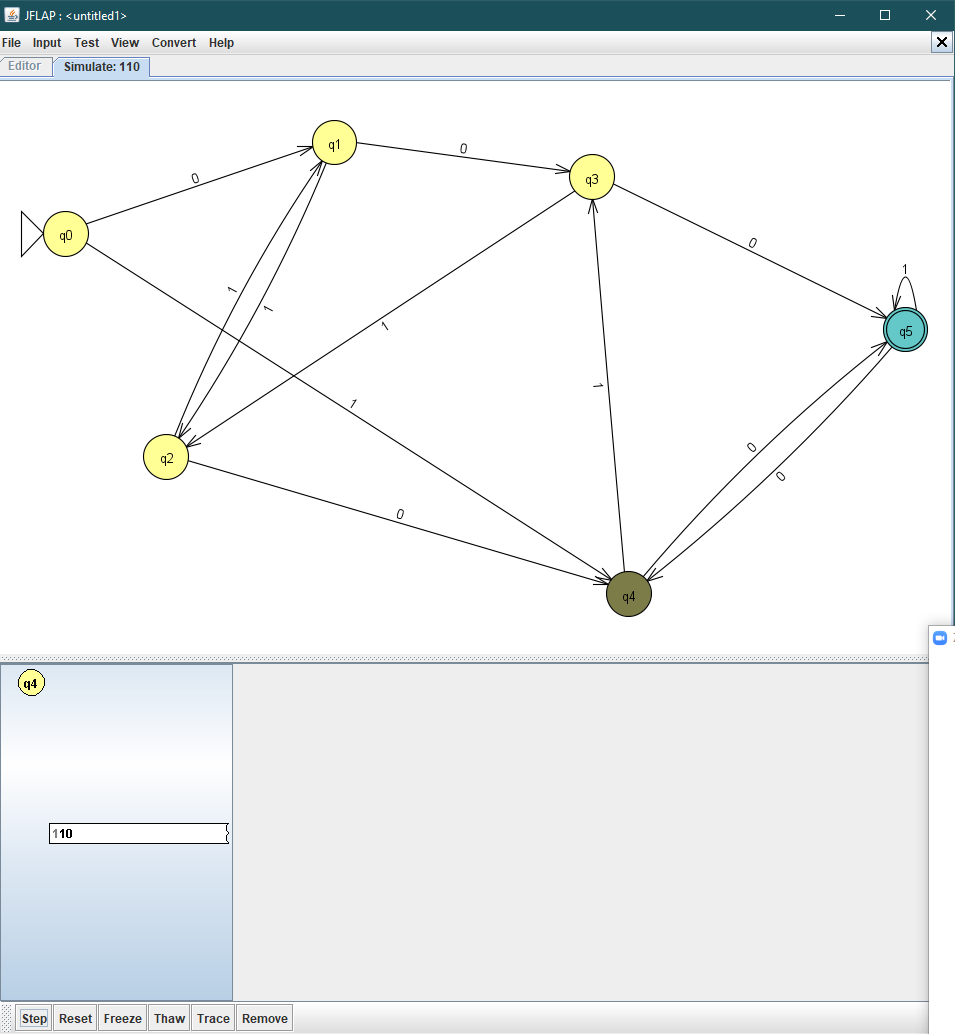 JFLAP : <untitled1>
File Input Test View Convert Help
Editor Simulate: 110
q1
0
q3
0
q0
0
1
q5
1
1
1
1
1
0
q2
0
0
q4
q4
110
Step Reset Freeze Thaw Trace Remove